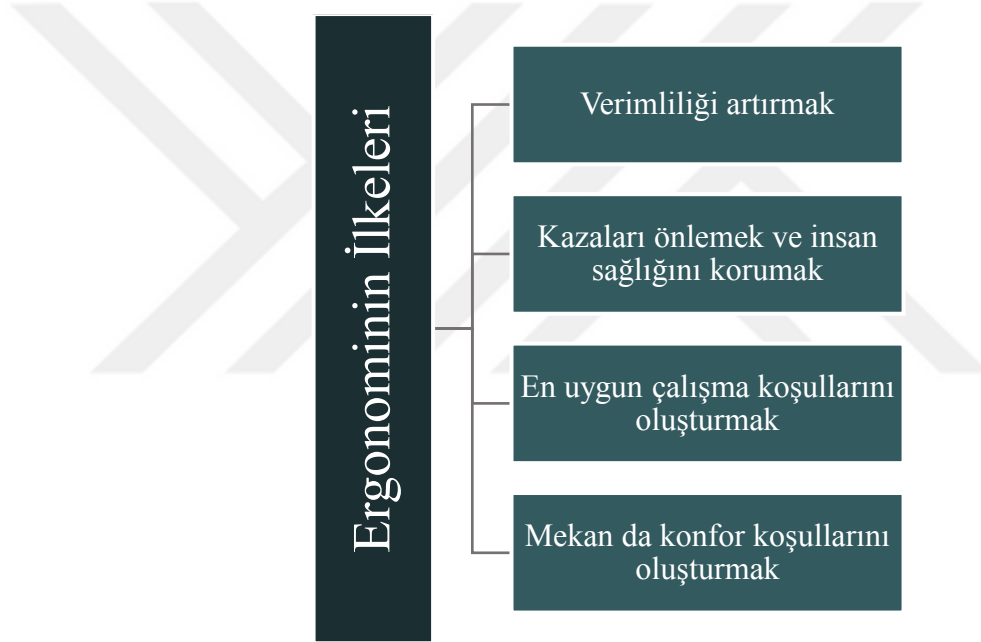 Ergonominin İlkeleri
Verimliliği artırmak
Kazaları önlemek ve insan
sağlığını korumak
En uygun çalışma koşullarını
oluşturmak
Mekan da konfor koşullarını
oluşturmak